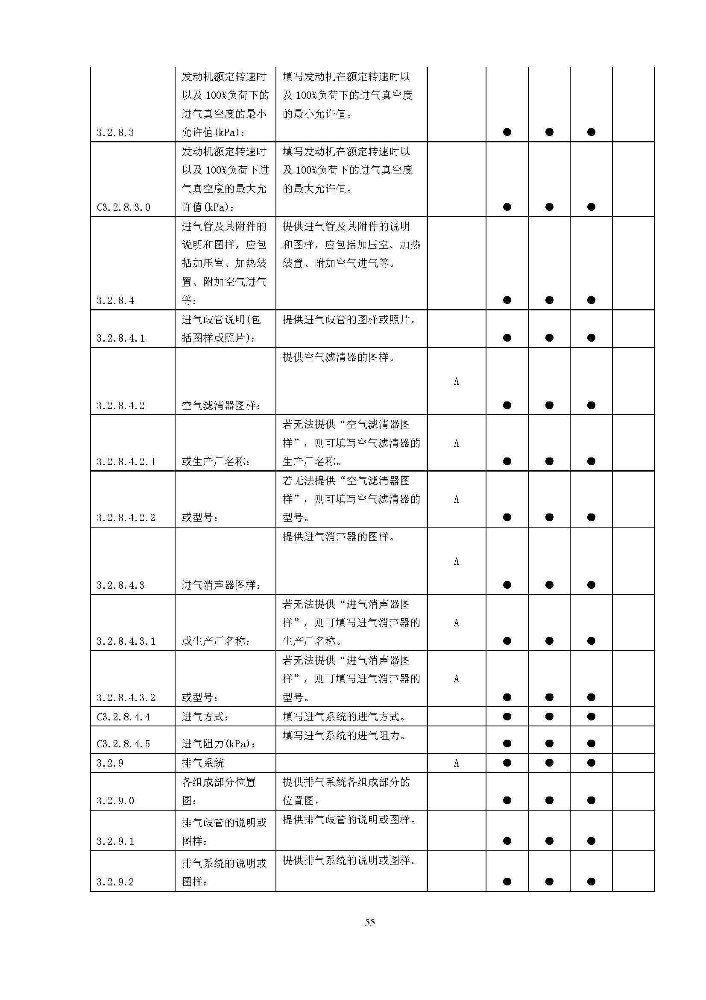 发动机额定转速时
以及100%负荷下的
进气真空度的最小
3.2.8.3 允许值(kPa): 填写发动机在额定转速时以
及100%负荷下的进气真空度
的最小允许值。
● ● ●
发动机额定转速时
以及100%负荷下进
气真空度的最大允
C3.2.8.3.0 许值(kPa): 填写发动机在额定转速时以
及100%负荷下的进气真空度
的最大允许值。
● ● ●
进气管及其附件的
说明和图样，应包
括加压室、加热装
置、附加空气进气
3.2.8.4 等: 提供进气管及其附件的说明
和图样，应包括加压室、加热
装置、附加空气进气等。
● ● ●
进气歧管说明(包
3.2.8.4.1 括图样或照片): 提供进气歧管的图样或照片。
● ● ●
3.2.8.4.2 空气滤清器图样: 提供空气滤清器的图样。
A ● ● ●
3.2.8.4.2.1 或生产厂名称: 若无法提供“空气滤清器图
样”，则可填写空气滤清器的
生产厂名称。
A ● ● ●
3.2.8.4.2.2 或型号: 若无法提供“空气滤清器图
样”，则可填写空气滤清器的
型号。
A ● ● ●
3.2.8.4.3 进气消声器图样: 提供进气消声器的图样。
A ● ● ●
3.2.8.4.3.1 或生产厂名称: 若无法提供“进气消声器图
样”，则可填写进气消声器的
生产厂名称。
A ● ● ●
3.2.8.4.3.2 或型号: 若无法提供“进气消声器图
样”，则可填写进气消声器的
型号。
A ● ● ●
C3.2.8.4.4 进气方式: 填写进气系统的进气方式。 ● ● ●
C3.2.8.4.5 进气阻力(kPa): 填写进气系统的进气阻力。 ● ● ●
3.2.9 排气系统 A ● ● ●
各组成部分位置
3.2.9.0 图: 提供排气系统各组成部分的
位置图。
● ● ●
排气歧管的说明或
3.2.9.1 图样: 提供排气歧管的说明或图样。
● ● ●
排气系统的说明或
3.2.9.2 图样: 提供排气系统的说明或图样。
● ● ●
55